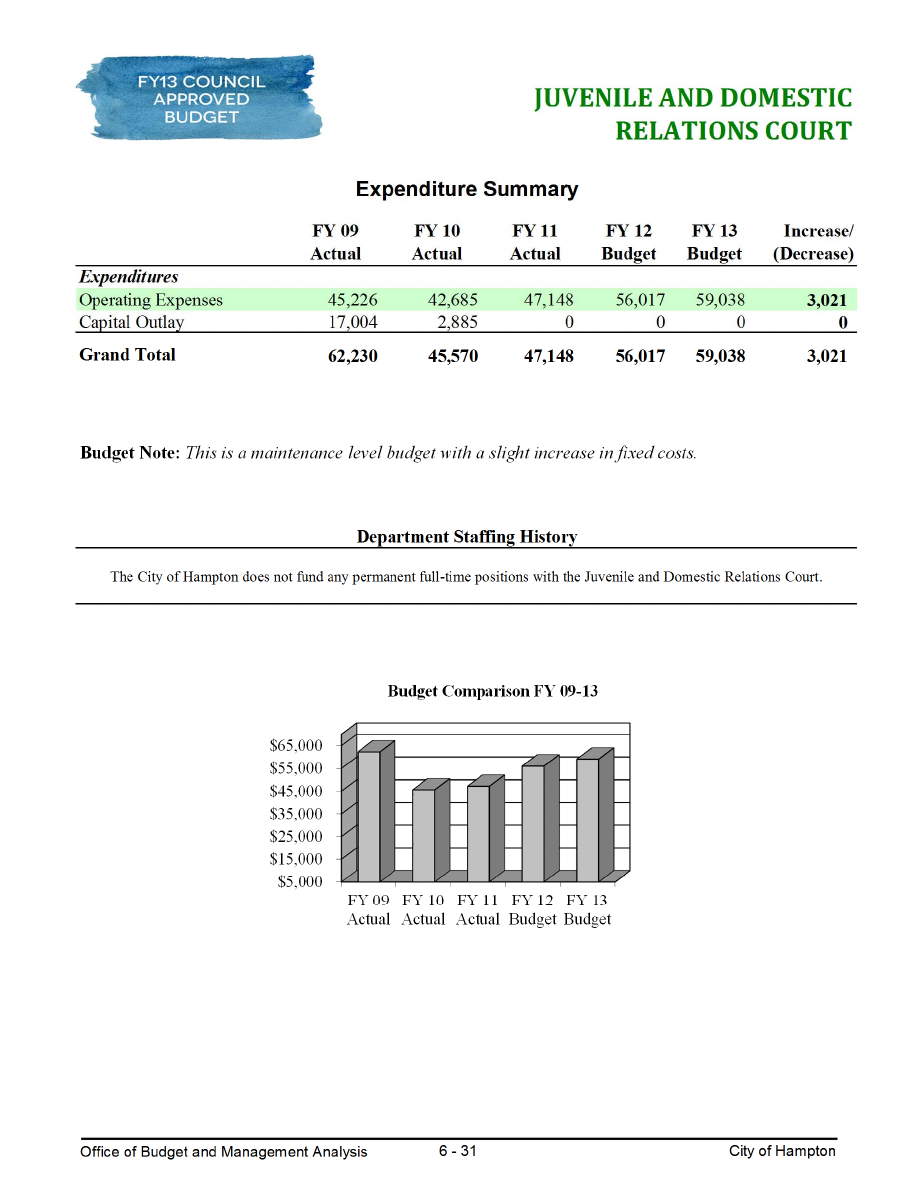 FY13 COUNCIL
APPROVED
BUDGET
JUVENILE AND DOMESTIC
RELATIONS COURT
Expenditure Summary
FY 09 FY 10 FY 11 FY 12 FY 13 Increase/
Actual Actual Actual Budget Budget (Decrease)
Expenditures
Operating Expenses 45,226 42,685 47,148 56,017 59,038 3,021
Capital Outlay 17,004 2,885 0 0 0 0
Grand Total 62,230 45,570 47,148 56,017 59,038 3,021
Budget Note: This is a maintenance level budget with a slight increase in fixed costs.
Department Staffing History
The City of Hampton does not fund any permanent full-time positions with the Juvenile and Domestic Relations Court.
Budget Comparison FY 09-13
$65,000
$55,000
$45,000
$35,000
$25,000
$15,000
$5,000
FY 09 FY 10 FY 11 FY 12 FY 13
Actual Actual Actual Budget Budget
Office of Budget and Management Analysis 6 - 31 City of Hampton